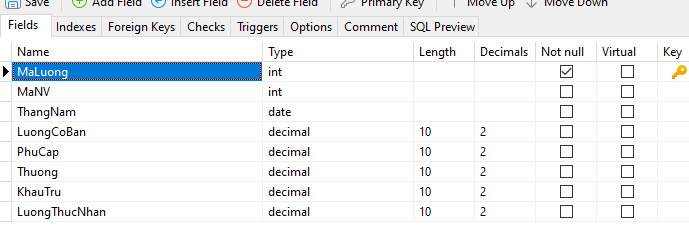 Save Add Field Insert Field Delete Field Primary Key Move Up Move Down
Fields Indexes Foreign Keys Checks Triggers Options Comment SQL Preview
Name Type Length Decimals Not null Virtual Key
MaLuong int
MaNV int
ThangNam date
LuongCoBan decimal 10 2
PhuCap decimal 10 2
Thuong decimal 10 2
KhauTru decimal 10 2
LuongThucNhan decimal 10 2